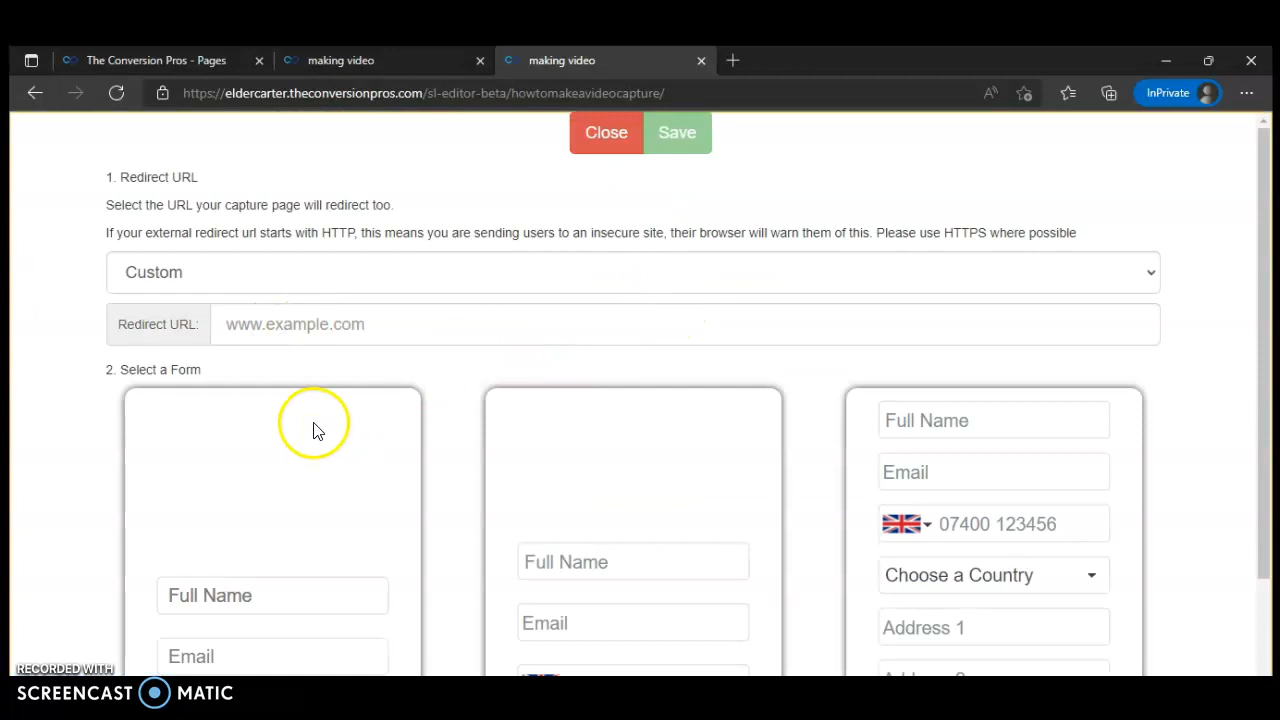 The Conversion Pros - Pages
making video
making video
https://eldercarter.theconversionpros.com/sl-editor-beta/howtomakeavideocapture/
InPrivate
Close Save
1. Redirect URL
Select the URL your capture page will redirect too.
If your external redirect url starts with HTTP, this means you are sending users to an insecure site, their browser will warn them of this. Please use HTTPS where possible
Custom
Redirect URL: www.example.com
2. Select a Form
Full Name
Email
Full Name
Email
Full Name
Email
07400 123456
Choose a Country
Address 1
RECORDED WITH
SCREENCAST MATIC